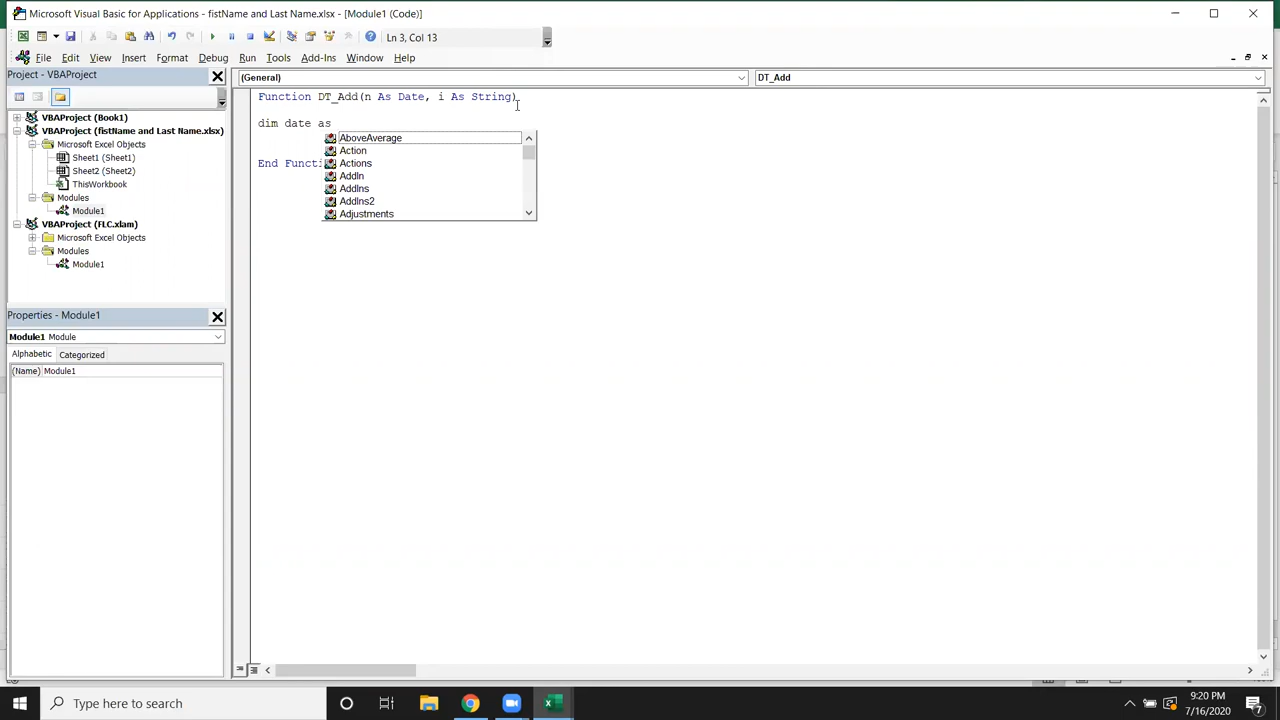 Microsoft Visual Basic for Applications - fistName and Last Name.xlsx - [Module1 (Code)]
Ln 3, Col 13
File Edit View Insert Format Debug Run Tools Add-Ins Window Help
Project - VBAProject
(General)
DT_Add
VBAProject (Book1)
VBAProject (fistName and Last Name.xlsx)
Microsoft Excel Objects
Sheet1 (Sheet1)
Sheet2 (Sheet2)
ThisWorkbook
Modules
Module1
VBAProject (FLC.xlam)
Microsoft Excel Objects
Modules
Module1
Function DT_Add(n As Date, i As String)
dim date as
AboveAverage
Action
Actions
AddIn
AddIns
AddIns2
Adjustments
End Functi
Properties - Module1
Module1 Module
Alphabetic Categorized
(Name) Module1
Type here to search
9:20 PM
7/16/2020
7